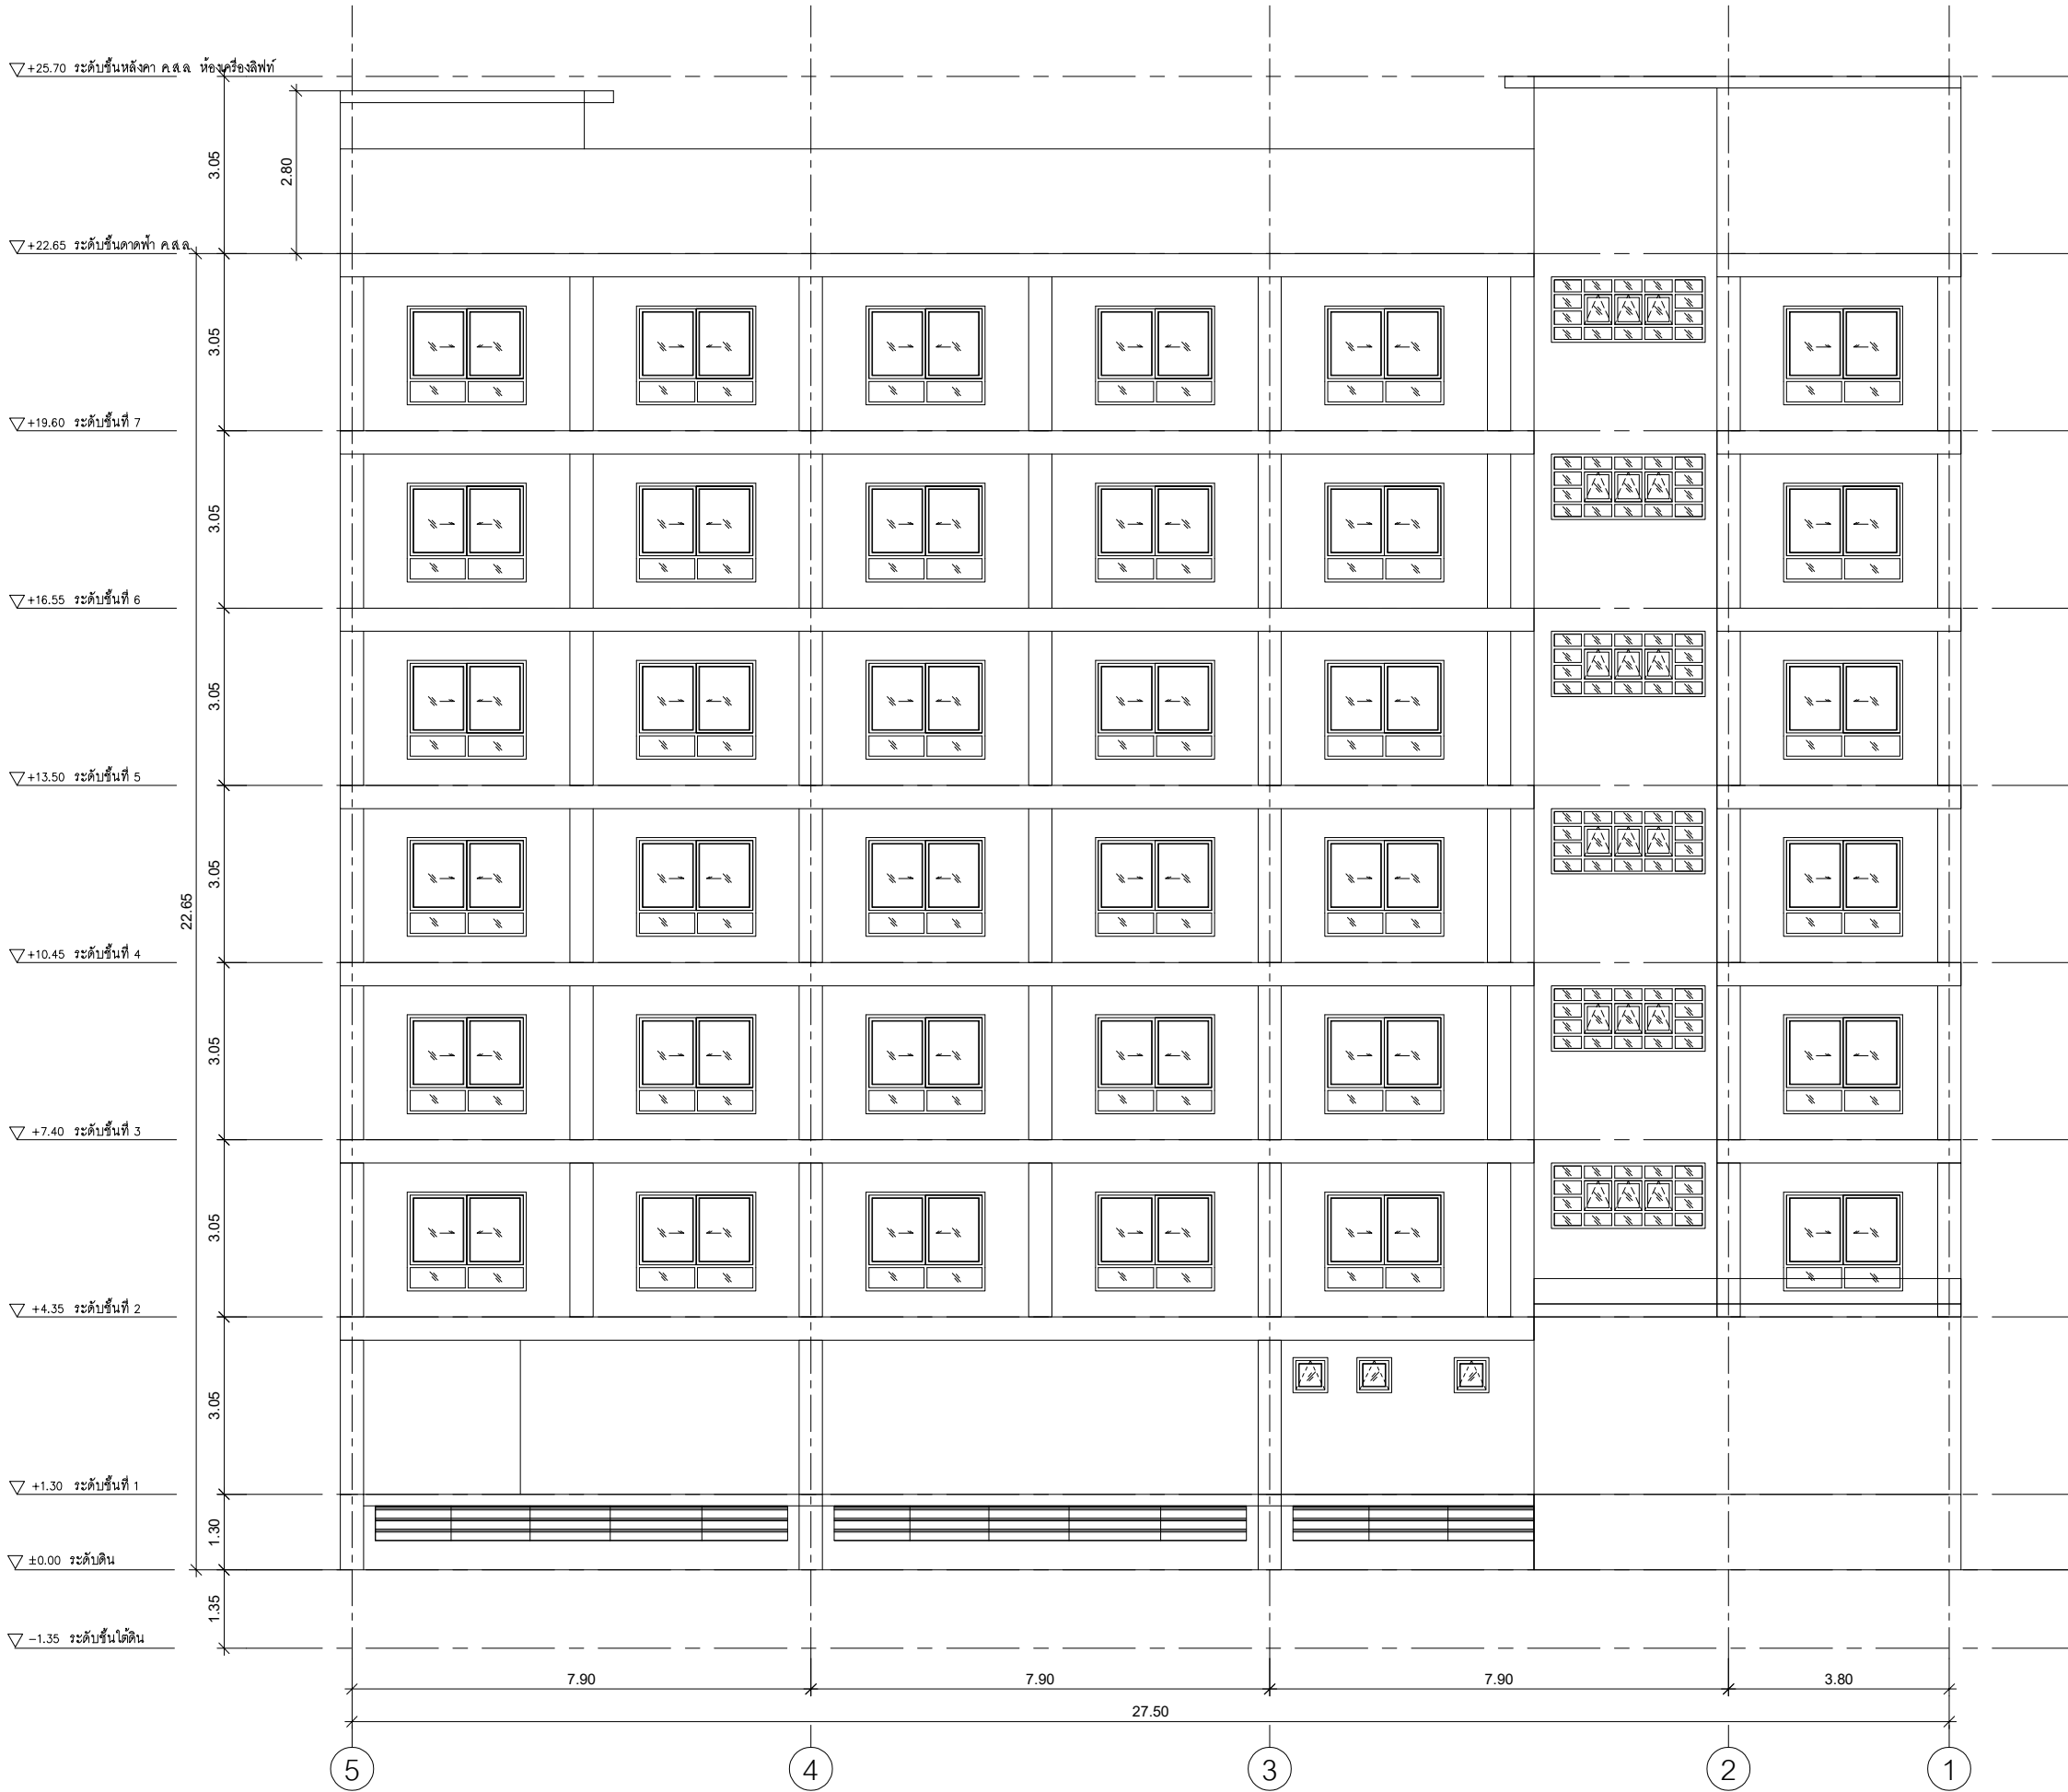 +25.70 ระดับชั้นหลังคา ค.ส.ล. ห้องเครื่องลิฟท์
3.05
2.80
+22.65 ระดับชั้นดาดฟ้า ค.ส.ล.
3.05
+19.60 ระดับชั้นที่ 7
3.05
+16.55 ระดับชั้นที่ 6
3.05
+13.50 ระดับชั้นที่ 5
3.05
22.65
+10.45 ระดับชั้นที่ 4
3.05
+7.40 ระดับชั้นที่ 3
3.05
+4.35 ระดับชั้นที่ 2
3.05
+1.30 ระดับชั้นที่ 1
1.30
±0.00 ระดับดิน
1.35
-1.35 ระดับชั้นใต้ดิน
7.90 7.90 7.90 3.80
27.50
5 4 3 2 1